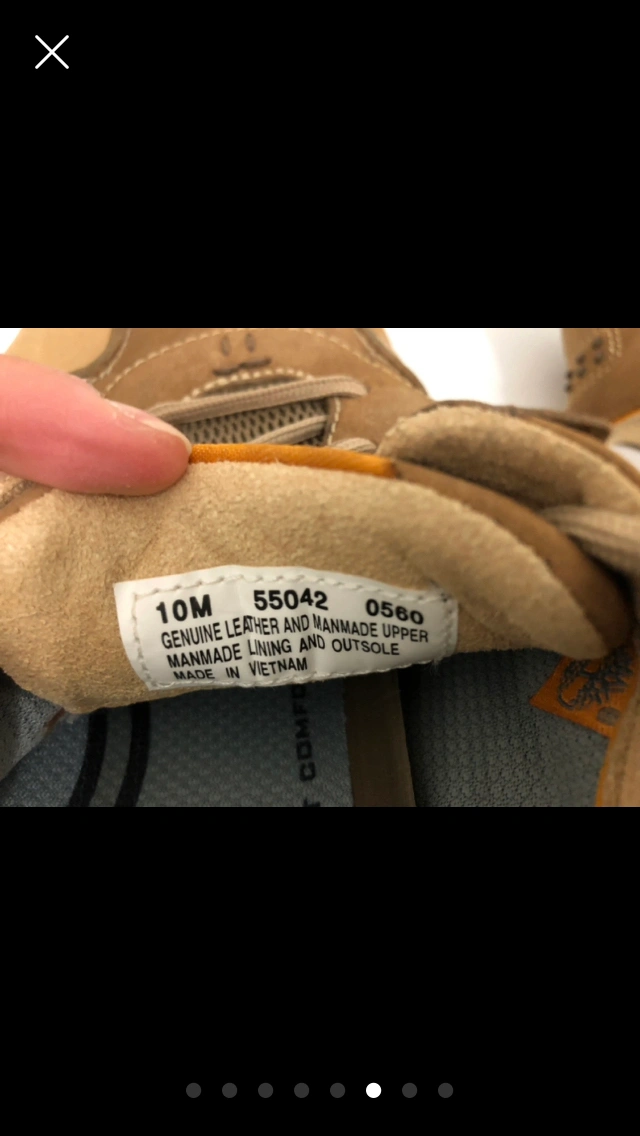 10M 55042 0560
GENUINE LEATHER AND MANMADE UPPER
MANMADE LINING AND OUTSOLE
MADE IN VIETNAM